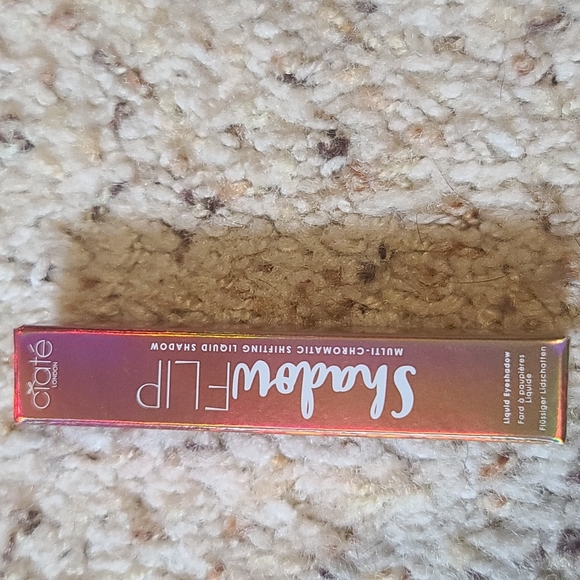 ciaté
LONDON
ShadowFLIP
MULTI-CHROMATIC SHIFTING LIQUID SHADOW
Liquid Eyeshadow
Fard à paupières
Liquide
Flüssiger Lidschatten